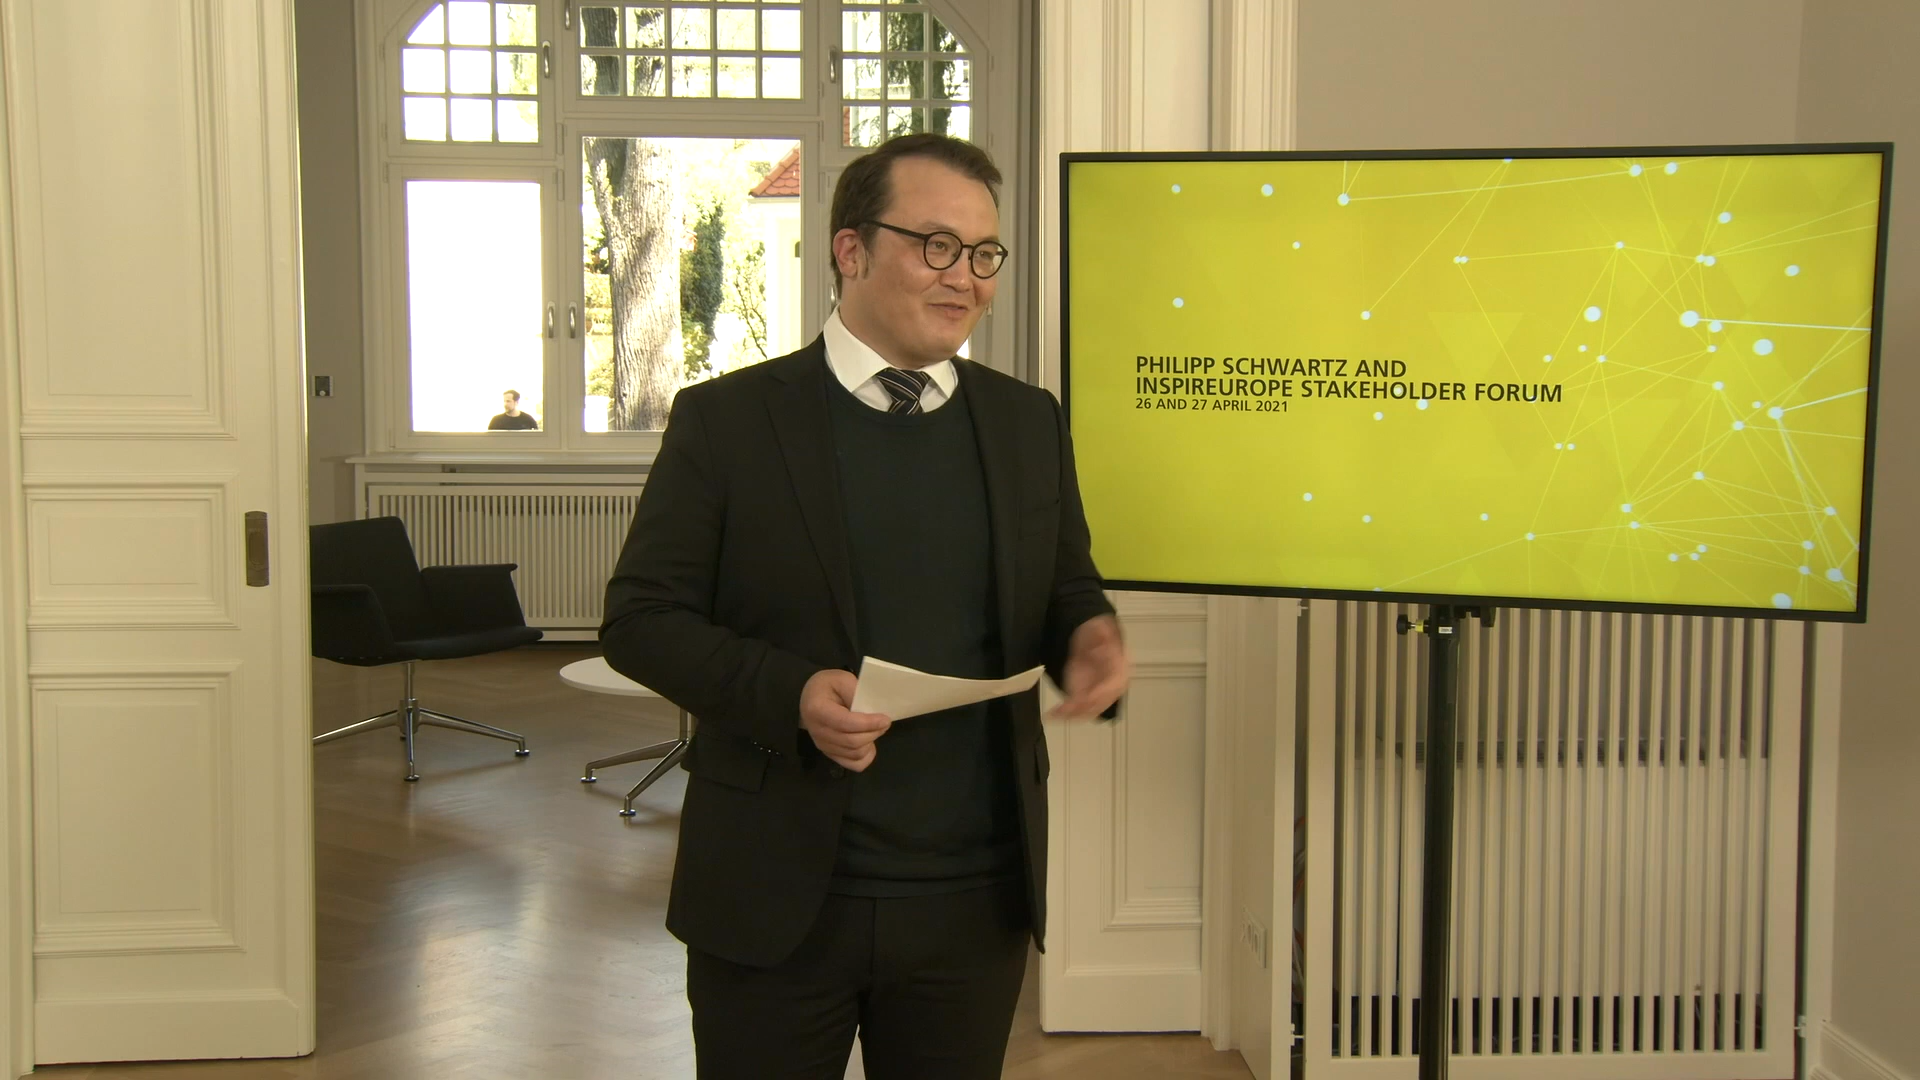 PHILIPP SCHWARTZ AND
INSPIREUROPE STAKEHOLDER FORUM
26 AND 27 APRIL 2021